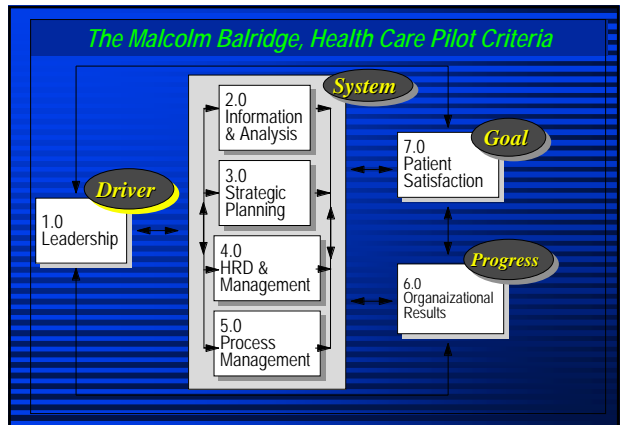 The Malcolm Balridge, Health Care Pilot Criteria
System
2.0
Information
& Analysis
Goal
7.0
Patient
Satisfaction
3.0
Strategic
Planning
Driver
1.0
Leadership
4.0
HRD &
Management
Progress
6.0
Organaizational
Results
5.0
Process
Management